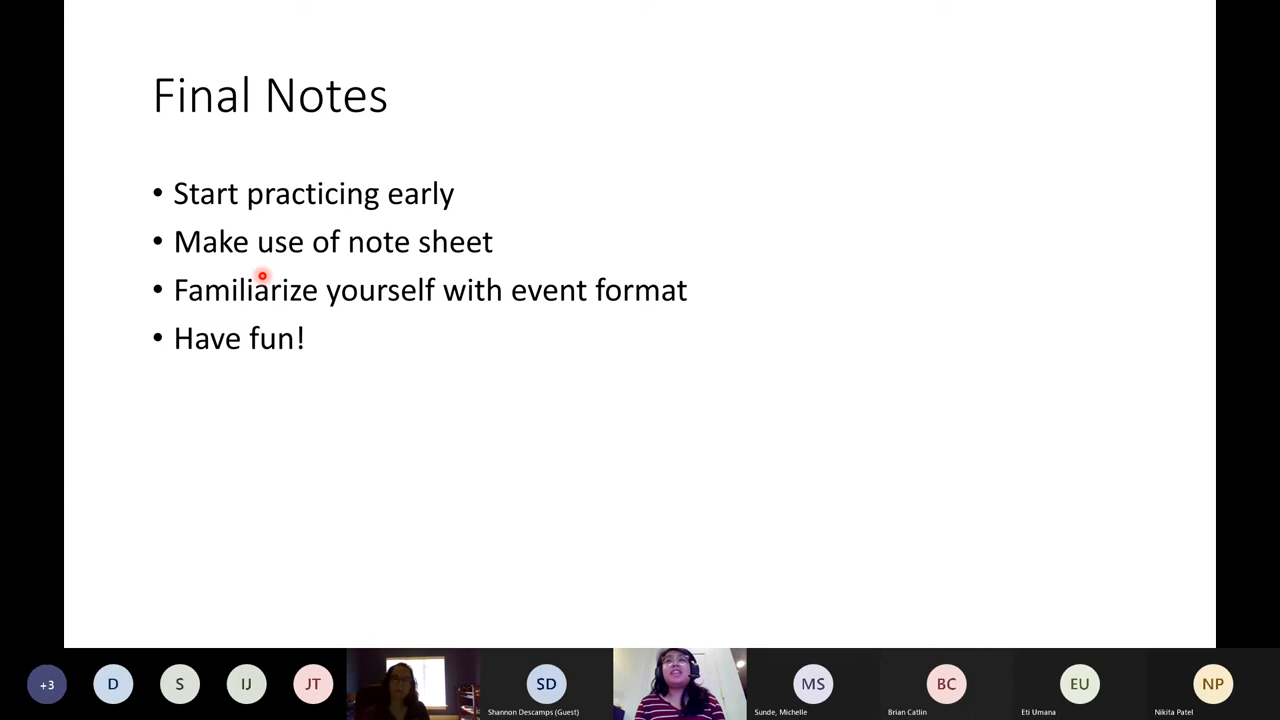 Final Notes
• Start practicing early
• Make use of note sheet
• Familiarize yourself with event format
• Have fun!
+3
D
S
IJ
JT
SD
Shannon Descamps (Guest)
MS
Sunde, Michelle
BC
Brian Catlin
EU
Eti Umana
NP
Nikita Patel